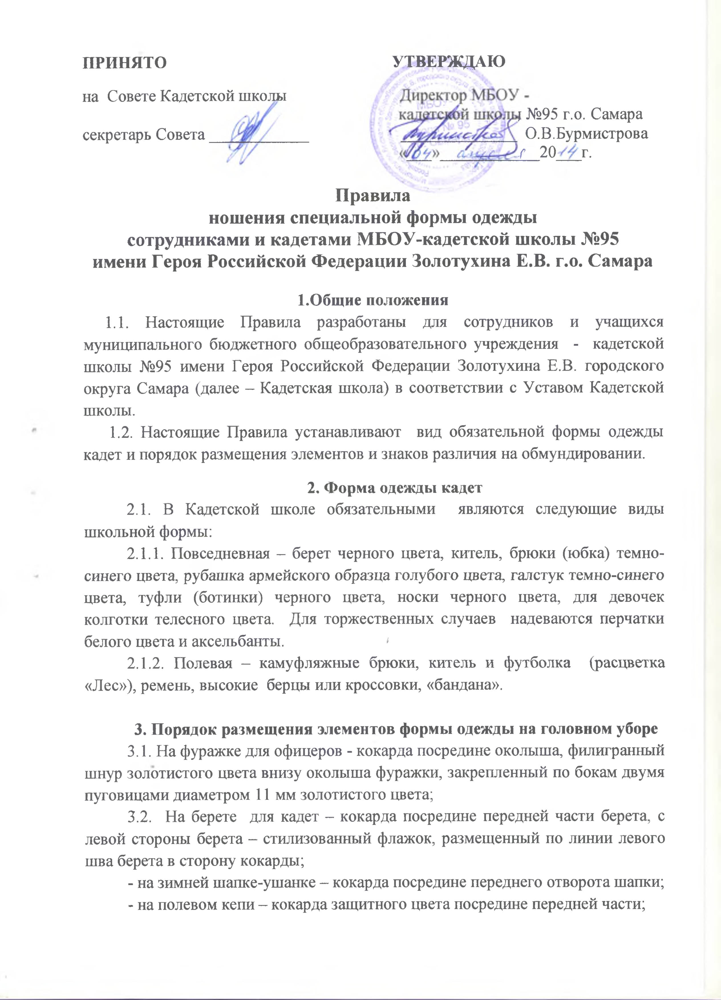 ПРИНЯТО
УТВЕРЖДАЮ
на  Совете Кадетской школы
Директор МБОУ -
кадетской школы №95 г.о. Самара
секретарь Совета ____________
______________ О.В.Бурмистрова
«04» апреля 2014 г.
Правила
ношения специальной формы одежды
сотрудниками и кадетами МБОУ-кадетской школы №95
имени Героя Российской Федерации Золотухина Е.В. г.о. Самара
1.Общие положения
1.1. Настоящие Правила разработаны для сотрудников и учащихся
муниципального бюджетного общеобразовательного учреждения - кадетской
школы №95 имени Героя Российской Федерации Золотухина Е.В. городского
округа Самара (далее – Кадетская школа) в соответствии с Уставом Кадетской
школы.
1.2. Настоящие Правила устанавливают вид обязательной формы одежды
кадет и порядок размещения элементов и знаков различия на обмундировании.
2. Форма одежды кадет
2.1. В Кадетской школе обязательными являются следующие виды
школьной формы:
2.1.1. Повседневная – берет черного цвета, китель, брюки (юбка) темно-
синего цвета, рубашка армейского образца голубого цвета, галстук темно-синего
цвета, туфли (ботинки) черного цвета, носки черного цвета, для девочек
колготки телесного цвета. Для торжественных случаев надеваются перчатки
белого цвета и аксельбанты.
2.1.2. Полевая – камуфляжные брюки, китель и футболка (расцветка
«Лес»), ремень, высокие берцы или кроссовки, «бандана».
3. Порядок размещения элементов формы одежды на головном уборе
3.1. На фуражке для офицеров - кокарда посредине околыша, филигранный
шнур золотистого цвета внизу околыша фуражки, закрепленный по бокам двумя
пуговицами диаметром 11 мм золотистого цвета;
3.2. На берете для кадет – кокарда посредине передней части берета, с
левой стороны берета – стилизованный флажок, размещенный по линии левого
шва берета в сторону кокарды;
- на зимней шапке-ушанке – кокарда посредине переднего отворота шапки;
- на полевом кепи – кокарда защитного цвета посредине передней части;